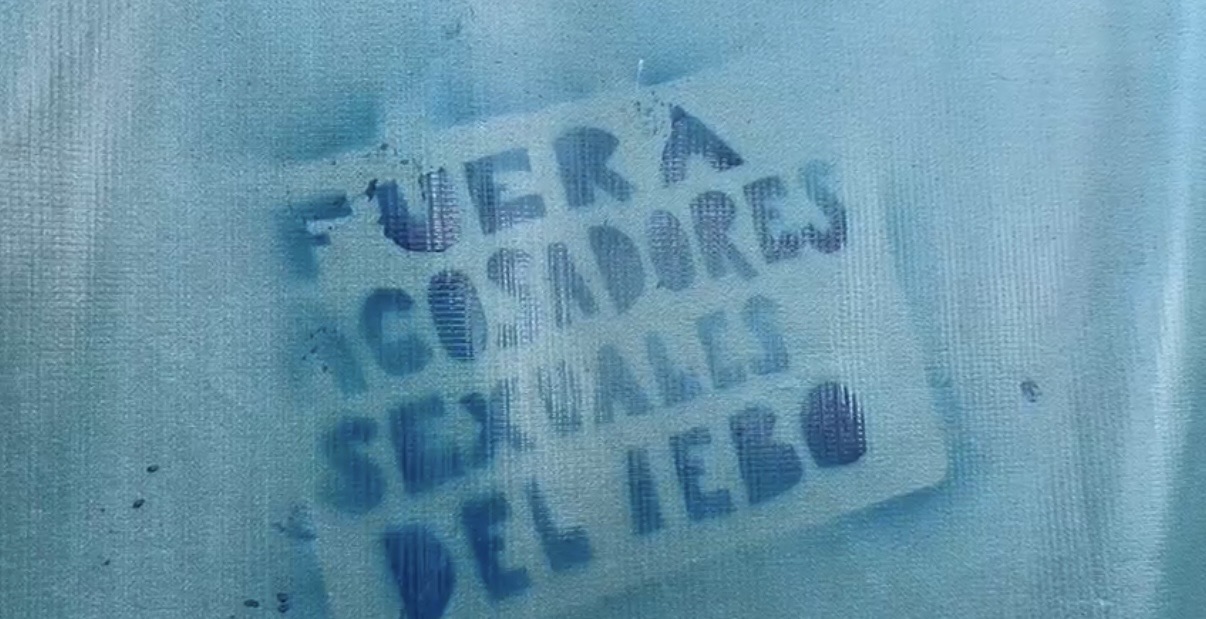 FUERA
ACOSADORES
SEXUALES
DEL IEBO